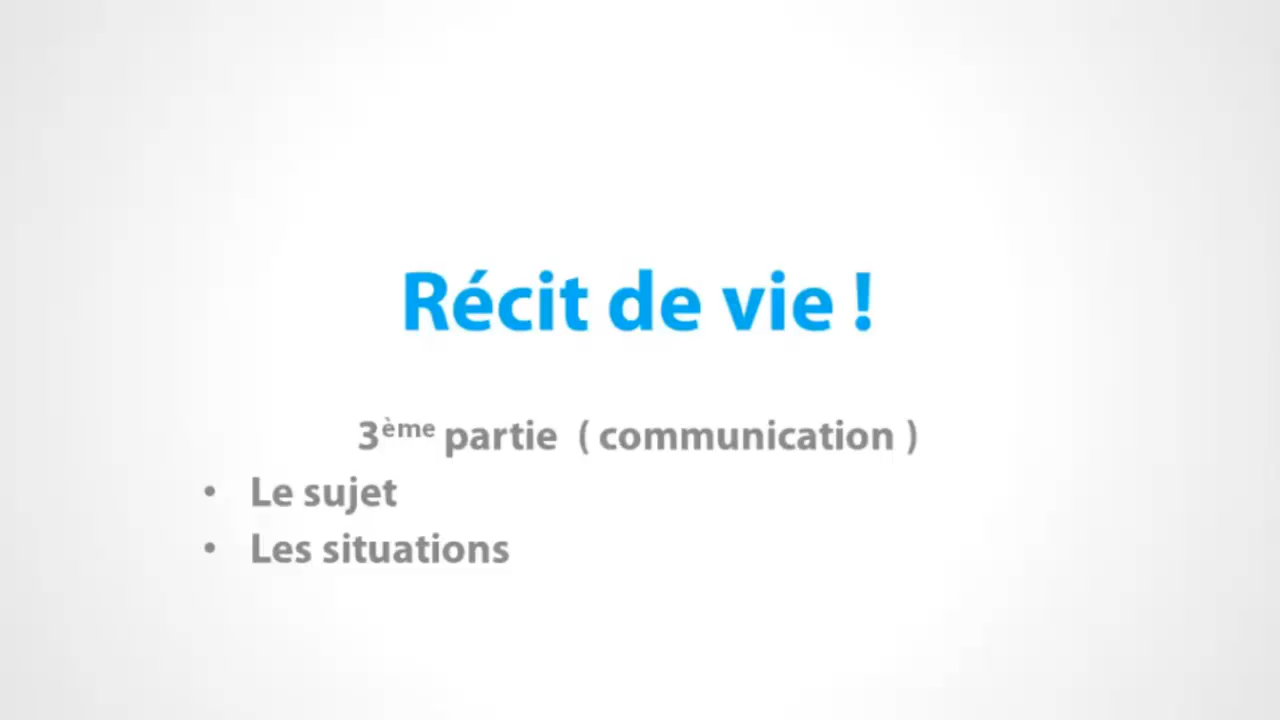 Récit de vie !
3ème partie ( communication )
• Le sujet
• Les situations